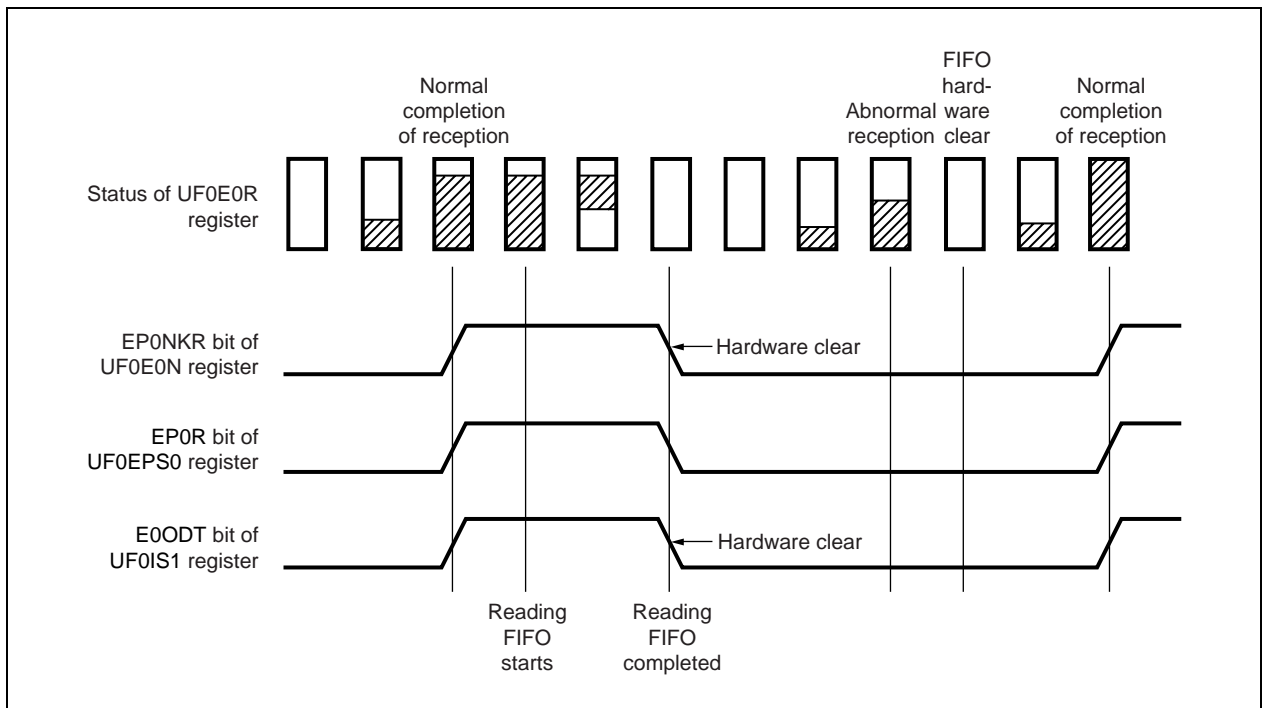 Normal
completion
of reception
Abnormal
reception
FIFO
hard-
ware
clear
Normal
completion
of reception
Status of UF0E0R
register
EP0NKR bit of
UF0E0N register
Hardware clear
EP0R bit of
UF0EPS0 register
E0ODT bit of
UF0IS1 register
Hardware clear
Reading
FIFO
starts
Reading
FIFO
completed